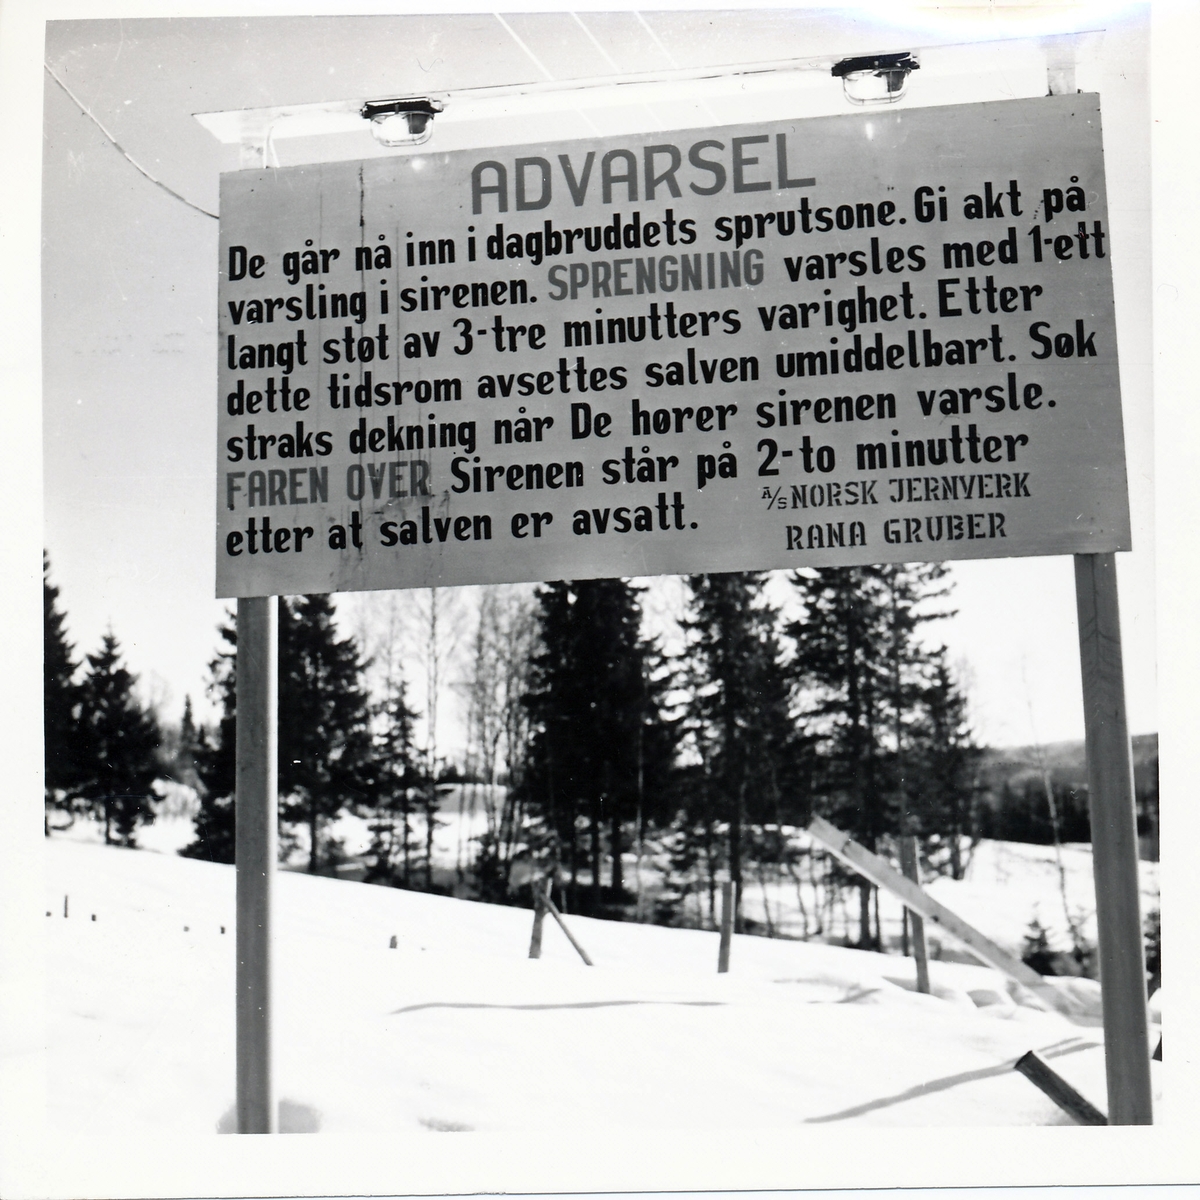 ADVARSEL
De går nå inn i dagbruddets sprutsone. Gi akt på
varsling i sirenen. SPRENGNING varsles med 1-ett
langt støt av 3-tre minutters varighet. Etter
dette tidsrom avsettes salven umiddelbart. Søk
straks dekning når De hører sirenen varsle.
FAREN OVER Sirenen står på 2-to minutter
etter at salven er avsatt.
A/S NORSK JERNVERK
RANA GRUBER